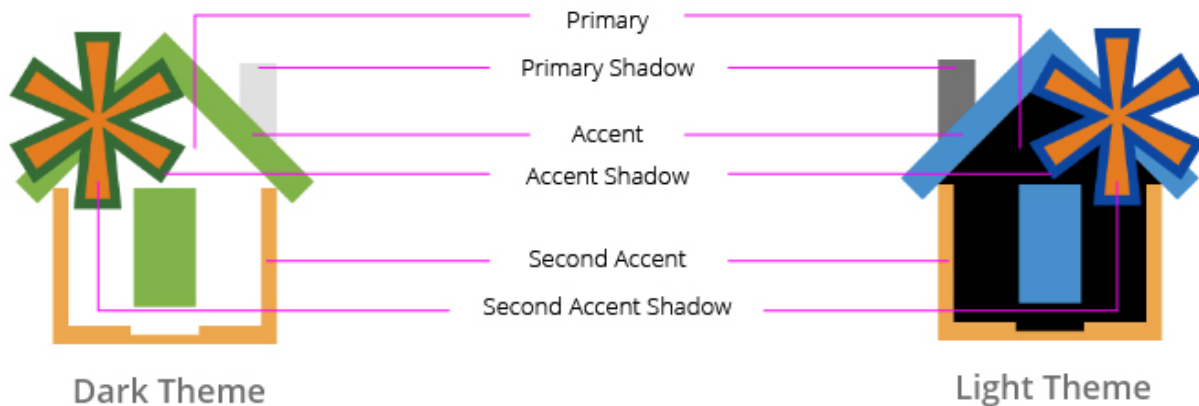 Primary
Primary Shadow
Accent
Accent Shadow
Second Accent
Second Accent Shadow
Dark Theme
Light Theme